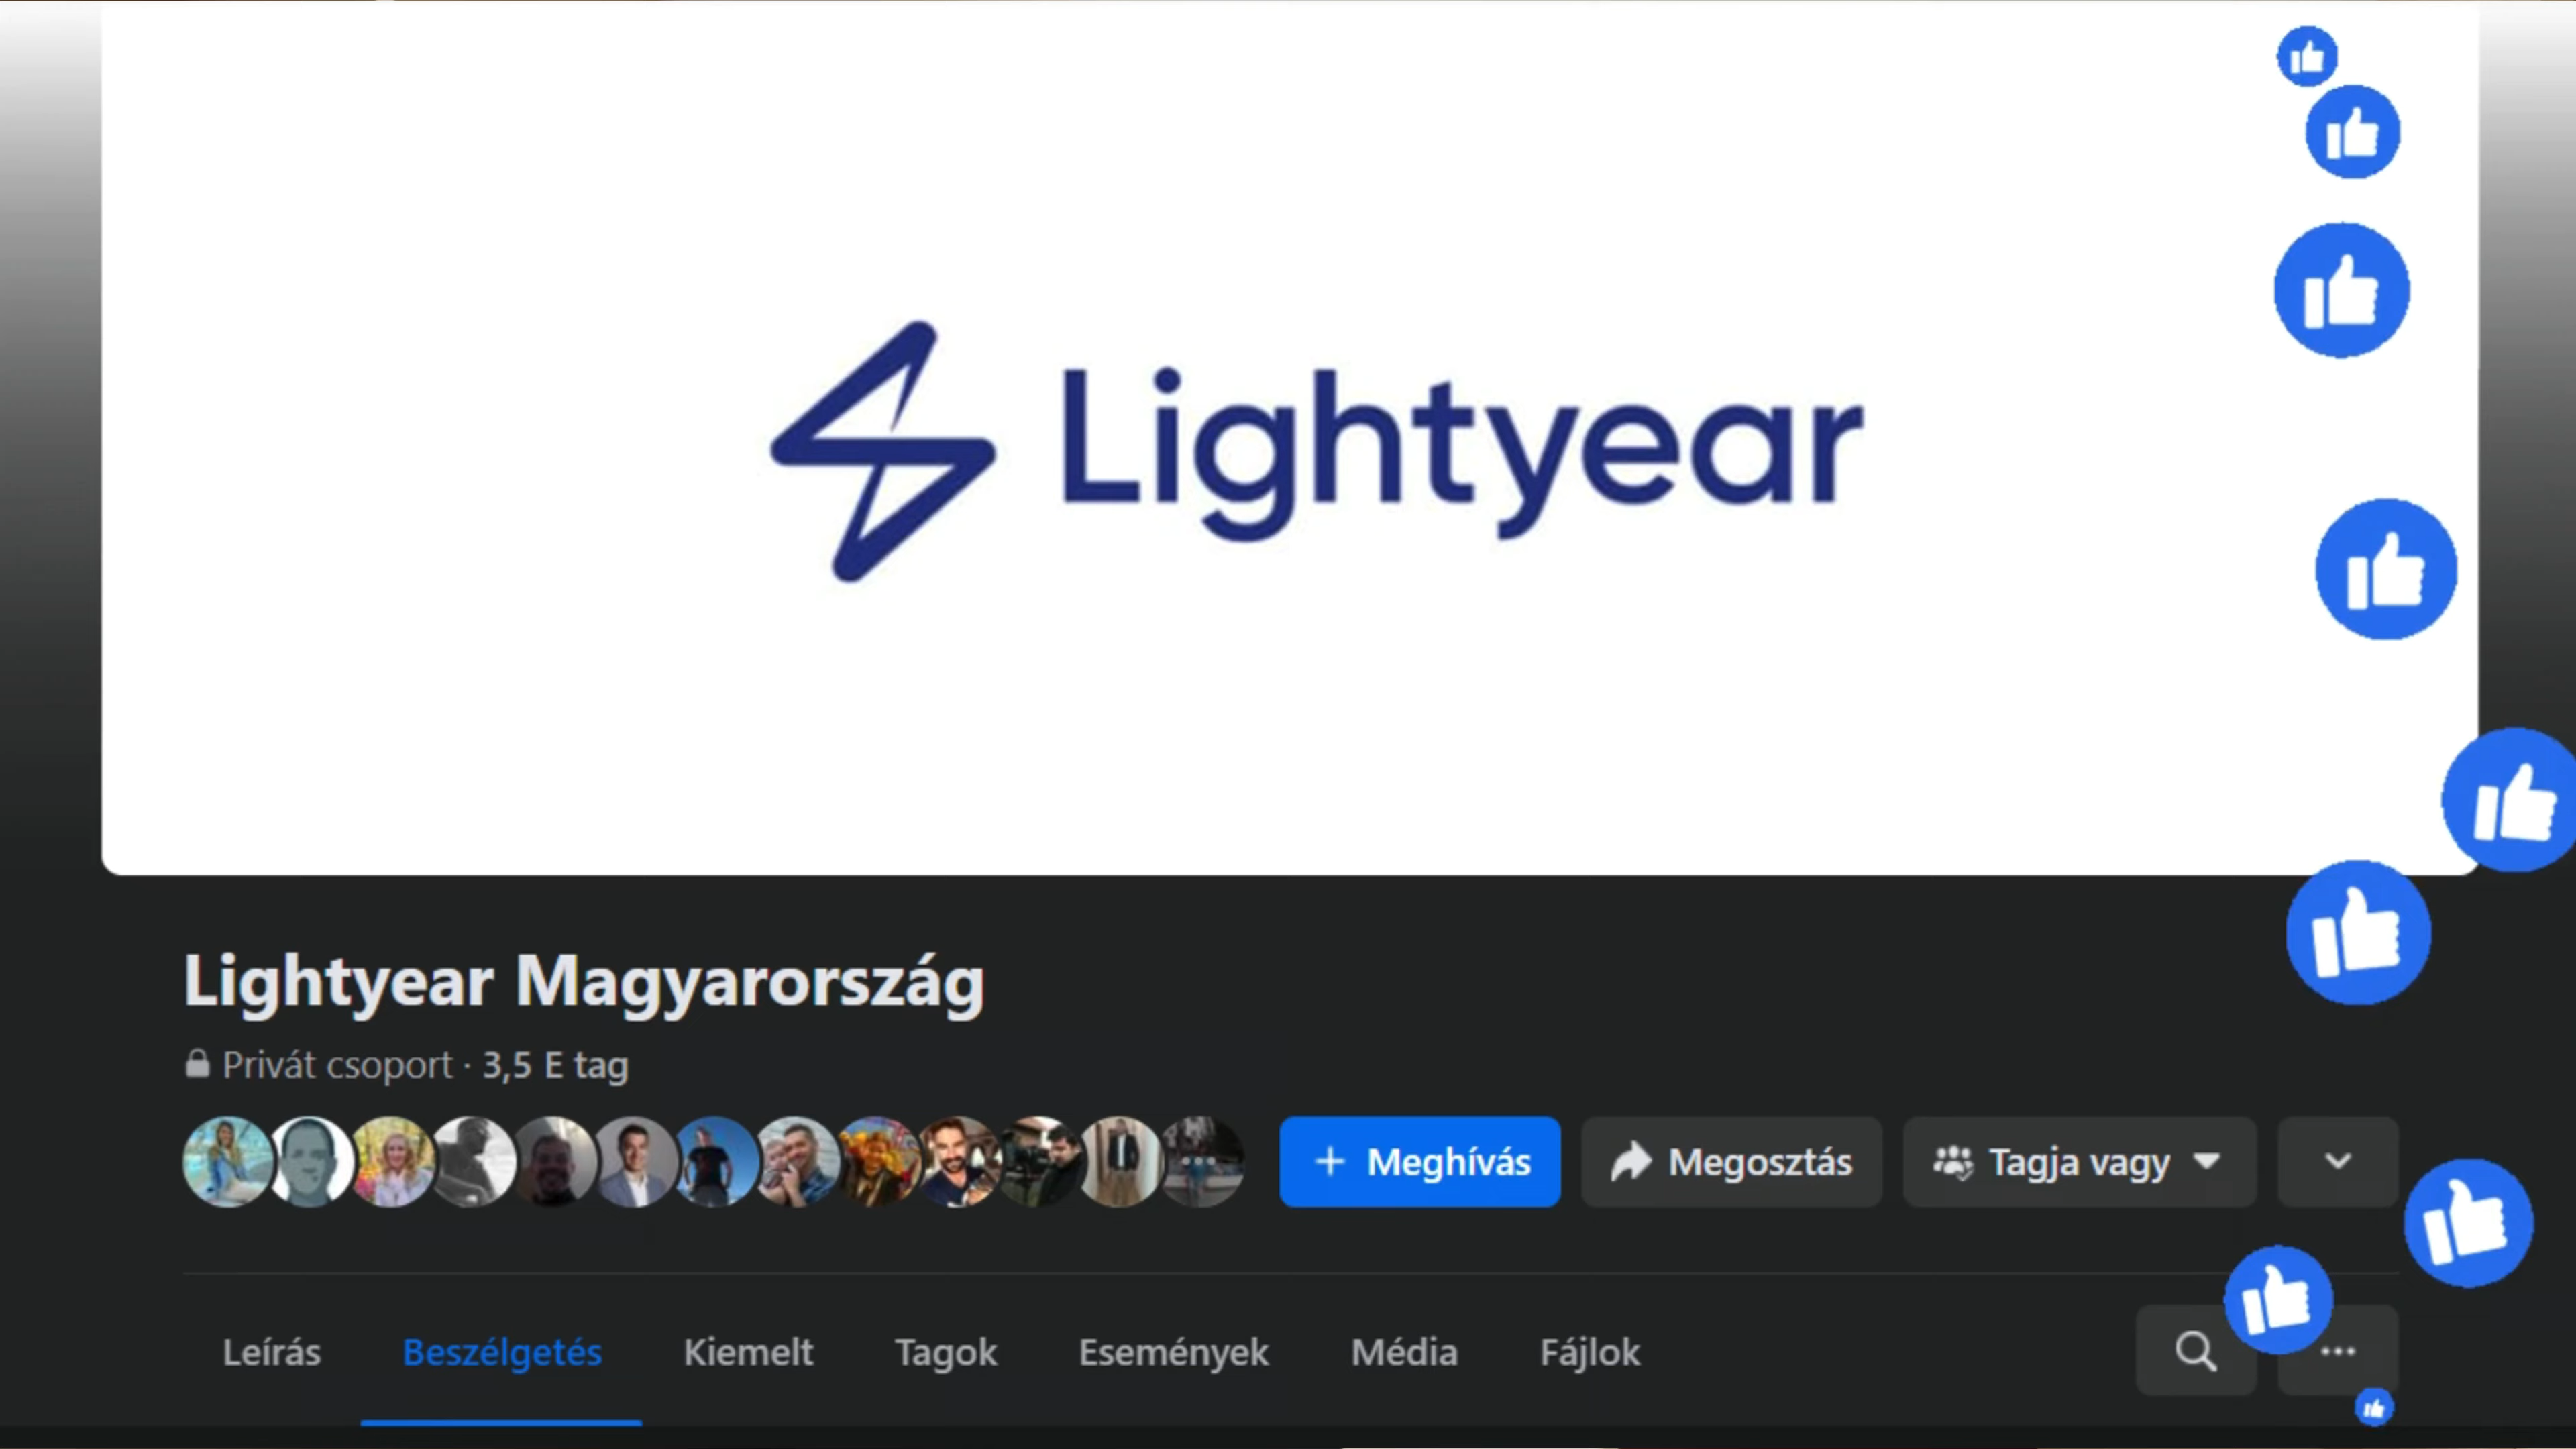 Lightyear
Lightyear Magyarország
Privát csoport · 3,5 E tag
+ Meghívás
Megosztás
Tagja vagy
Leírás
Beszélgetés
Kiemelt
Tagok
Események
Média
Fájlok